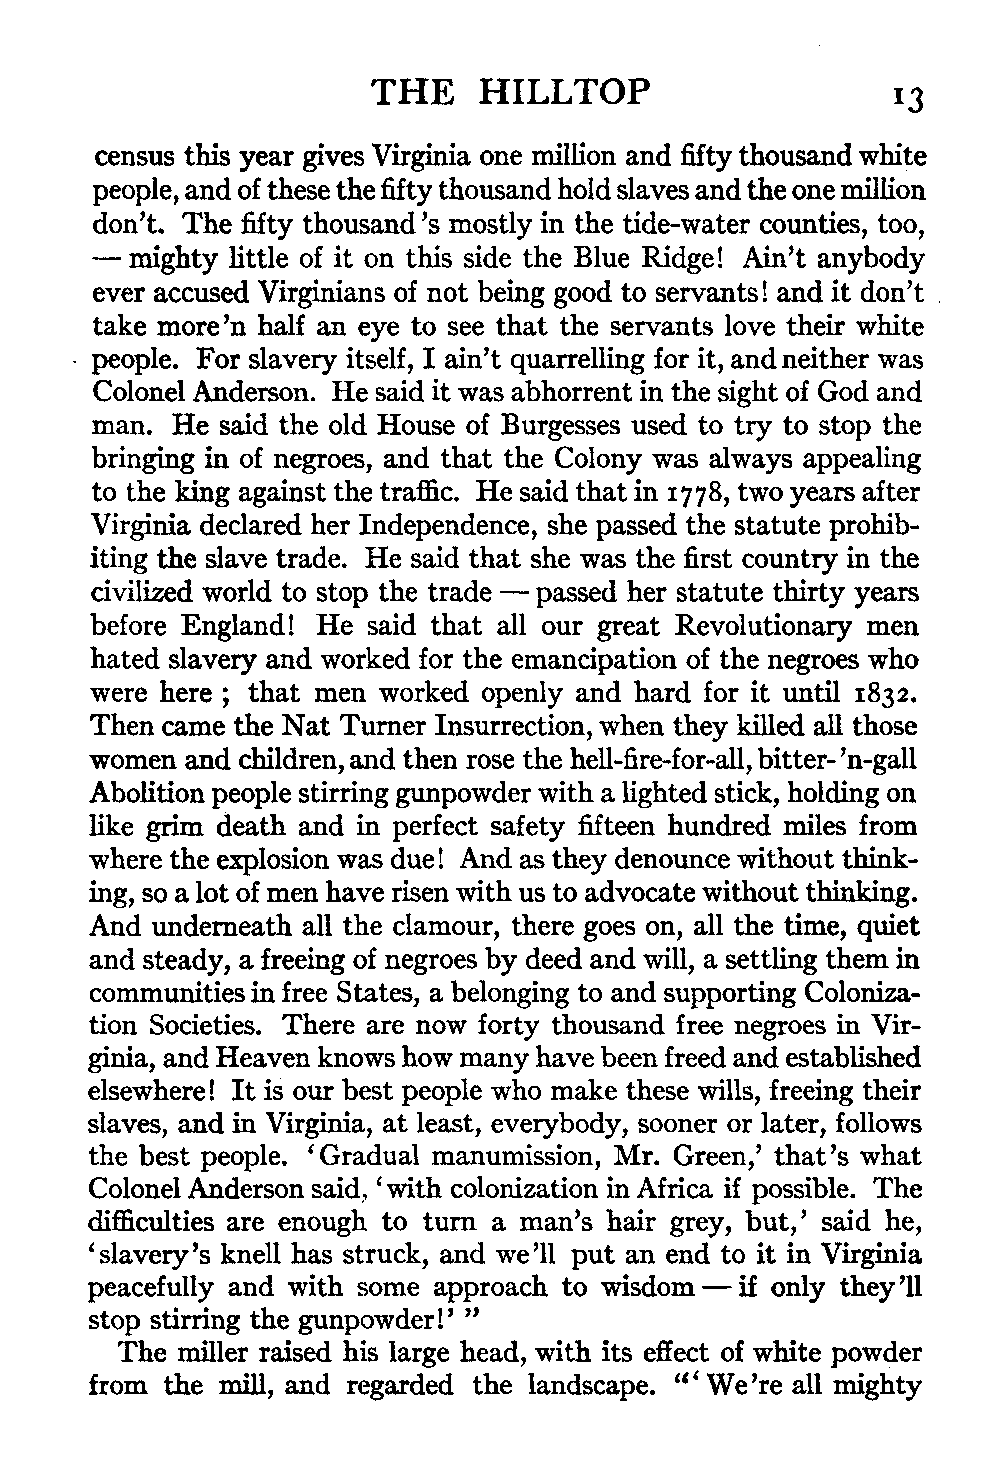 THE HILLTOP 13
census this year gives Virginia one million and fifty thousand white
people, and of these the fifty thousand hold slaves and the one million
don't. The fifty thousand's mostly in the tide-water counties, too,
— mighty little of it on this side the Blue Ridge! Ain't anybody
ever accused Virginians of not being good to servants! and it don't
take more'n half an eye to see that the servants love their white
people. For slavery itself, I ain't quarrelling for it, and neither was
Colonel Anderson. He said it was abhorrent in the sight of God and
man. He said the old House of Burgesses used to try to stop the
bringing in of negroes, and that the Colony was always appealing
to the king against the traffic. He said that in 1778, two years after
Virginia declared her Independence, she passed the statute prohib-
iting the slave trade. He said that she was the first country in the
civilized world to stop the trade — passed her statute thirty years
before England! He said that all our great Revolutionary men
hated slavery and worked for the emancipation of the negroes who
were here ; that men worked openly and hard for it until 1832.
Then came the Nat Turner Insurrection, when they killed all those
women and children, and then rose the hell-fire-for-all, bitter-'n-gall
Abolition people stirring gunpowder with a lighted stick, holding on
like grim death and in perfect safety fifteen hundred miles from
where the explosion was due! And as they denounce without think-
ing, so a lot of men have risen with us to advocate without thinking.
And underneath all the clamour, there goes on, all the time, quiet
and steady, a freeing of negroes by deed and will, a settling them in
communities in free States, a belonging to and supporting Coloniza-
tion Societies. There are now forty thousand free negroes in Vir-
ginia, and Heaven knows how many have been freed and established
elsewhere! It is our best people who make these wills, freeing their
slaves, and in Virginia, at least, everybody, sooner or later, follows
the best people. 'Gradual manumission, Mr. Green,' that's what
Colonel Anderson said, 'with colonization in Africa if possible. The
difficulties are enough to turn a man's hair grey, but,' said he,
'slavery's knell has struck, and we'll put an end to it in Virginia
peacefully and with some approach to wisdom — if only they'll
stop stirring the gunpowder!' "
The miller raised his large head, with its effect of white powder
from the mill, and regarded the landscape. "'We're all mighty